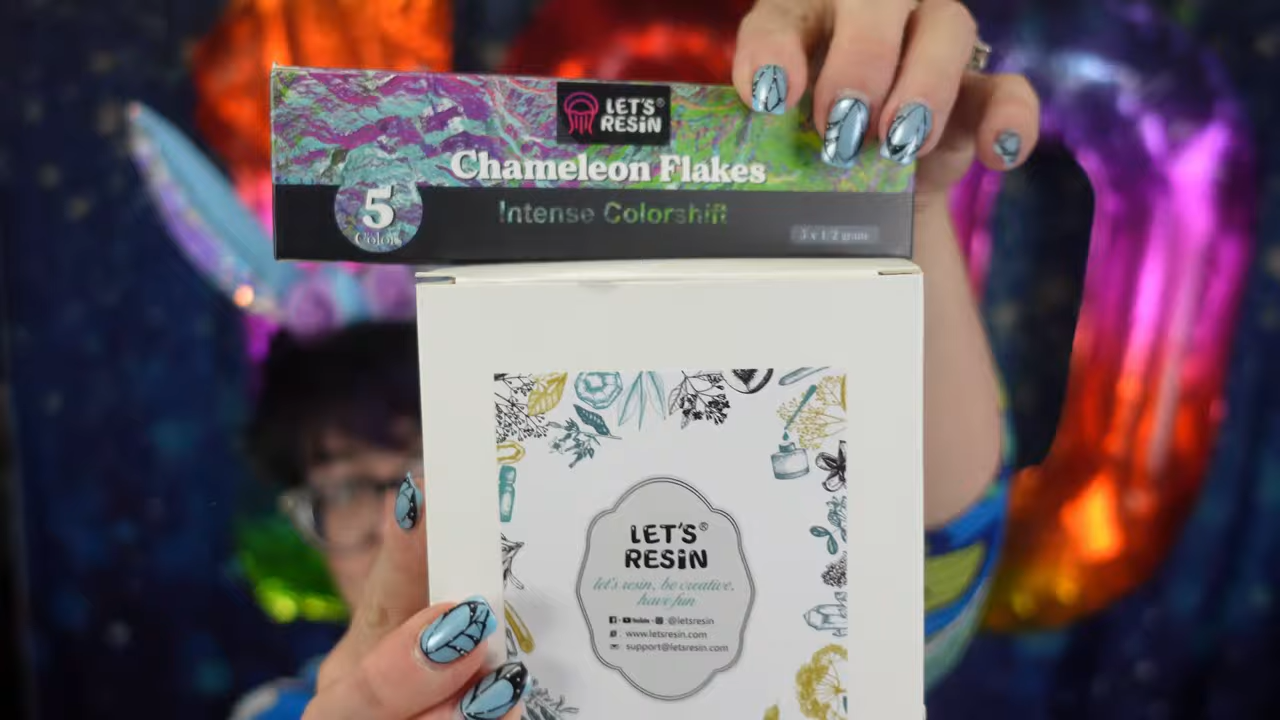 LET'S®
RESIN
Chameleon Flakes
5
Colors
Intense Colorshift
LET'S®
RESIN
let's resin, be creative,
have fun
YouTube @letsresin
www.letsresin.com
support@letsresin.com